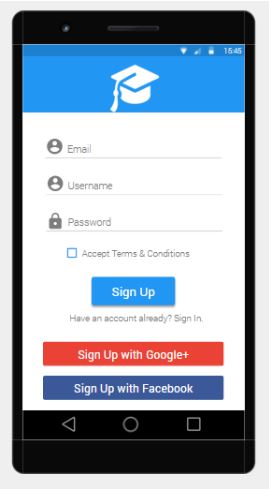 15:45
Email
Username
Password
Accept Terms & Conditions
Sign Up
Have an account already? Sign In.
Sign Up with Google+
Sign Up with Facebook